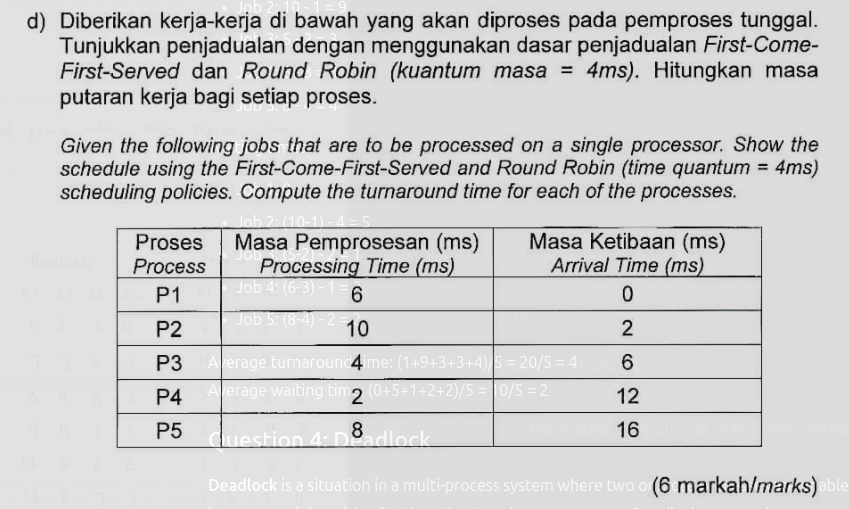 d) Diberikan kerja-kerja di bawah yang akan diproses pada pemproses tunggal.
Tunjukkan penjadualan dengan menggunakan dasar penjadualan First-Come-
First-Served dan Round Robin (kuantum masa = 4ms). Hitungkan masa
putaran kerja bagi setiap proses.
Given the following jobs that are to be processed on a single processor. Show the
schedule using the First-Come-First-Served and Round Robin (time quantum = 4ms)
scheduling policies. Compute the turnaround time for each of the processes.
Proses Masa Pemprosesan (ms) Masa Ketibaan (ms)
Process Processing Time (ms) Arrival Time (ms)
P1 6 0
P2 10 2
P3 4 6
P4 2 12
P5 8 16
(6 markah/marks)
Job 2: 10 - 1 = 9
Job 2: (10-1) - 4 = 5
Job 4: (6-3) - 1 = 2
Job 5: (8-4) - 2 = 2
Average turnaround time: (1+9+3+3+4)/5 = 20/5 = 4
Average waiting time: (0+5+1+2+2)/5 = 10/5 = 2
Question 4: Deadlock
Deadlock is a situation in a multi-process system where two or